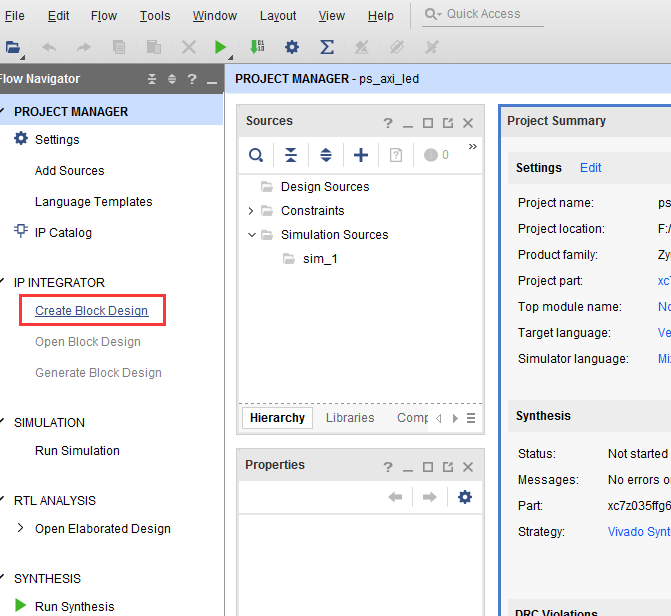 File Edit Flow Tools Window Layout View Help Quick Access
Flow Navigator
PROJECT MANAGER - ps_axi_led
PROJECT MANAGER
Settings
Add Sources
Language Templates
IP Catalog
IP INTEGRATOR
Create Block Design
Open Block Design
Generate Block Design
SIMULATION
Run Simulation
RTL ANALYSIS
Open Elaborated Design
SYNTHESIS
Run Synthesis
Sources
0
Design Sources
Constraints
Simulation Sources
sim_1
Hierarchy Libraries Comp
Properties
Project Summary
Settings Edit
Project name: ps
Project location: F:/
Product family: Zy
Project part: xc7
Top module name: No
Target language: Ve
Simulator language: Mi
Synthesis
Status: Not started
Messages: No errors o
Part: xc7z035ffg6
Strategy: Vivado Synt
DRC Violations